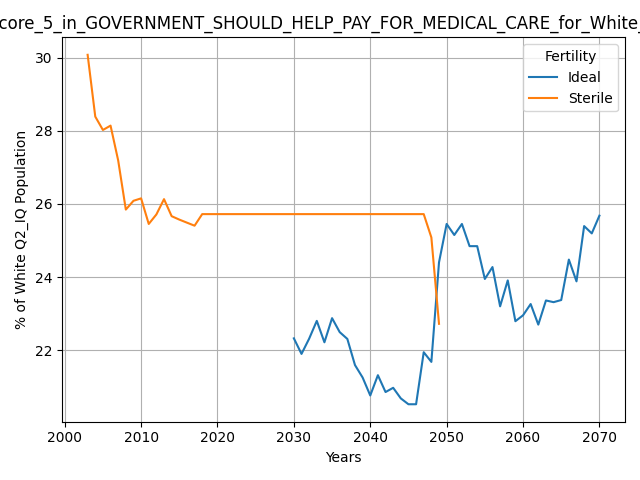 core_5_in_GOVERNMENT_SHOULD_HELP_PAY_FOR_MEDICAL_CARE_for_White_
Fertility
Ideal
Sterile
% of White Q2_IQ Population
30
28
26
24
22
2000 2010 2020 2030 2040 2050 2060 2070
Years